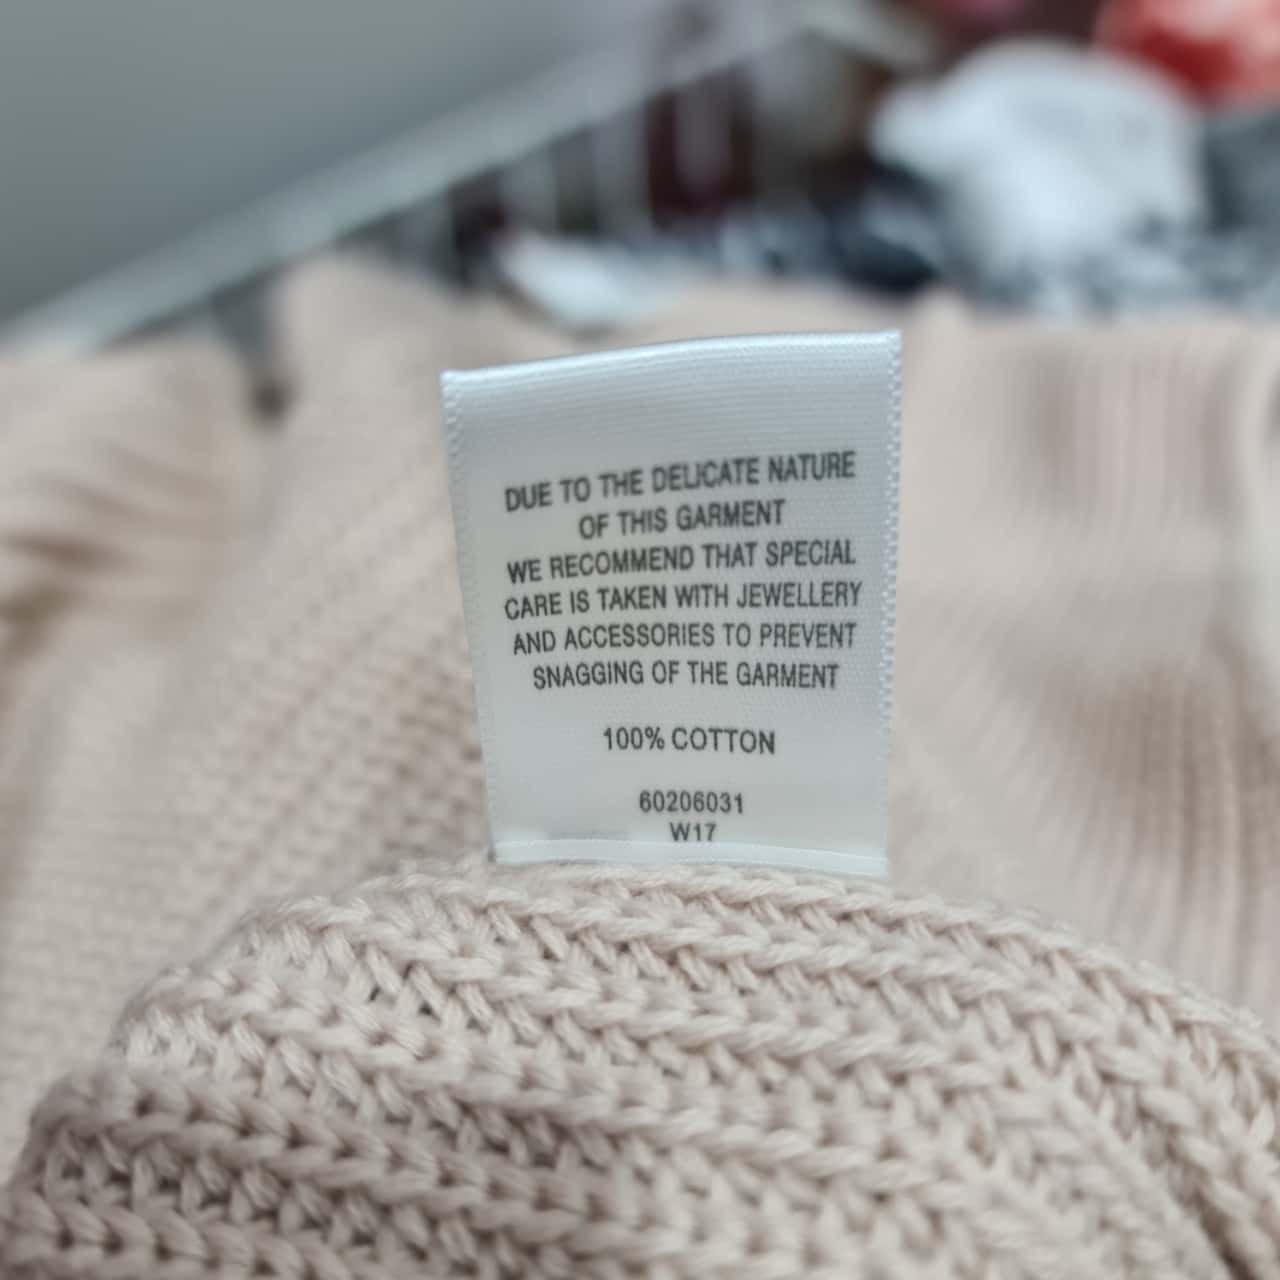 DUE TO THE DELICATE NATURE
OF THIS GARMENT
WE RECOMMEND THAT SPECIAL
CARE IS TAKEN WITH JEWELLERY
AND ACCESSORIES TO PREVENT
SNAGGING OF THE GARMENT
100% COTTON
60206031
W17